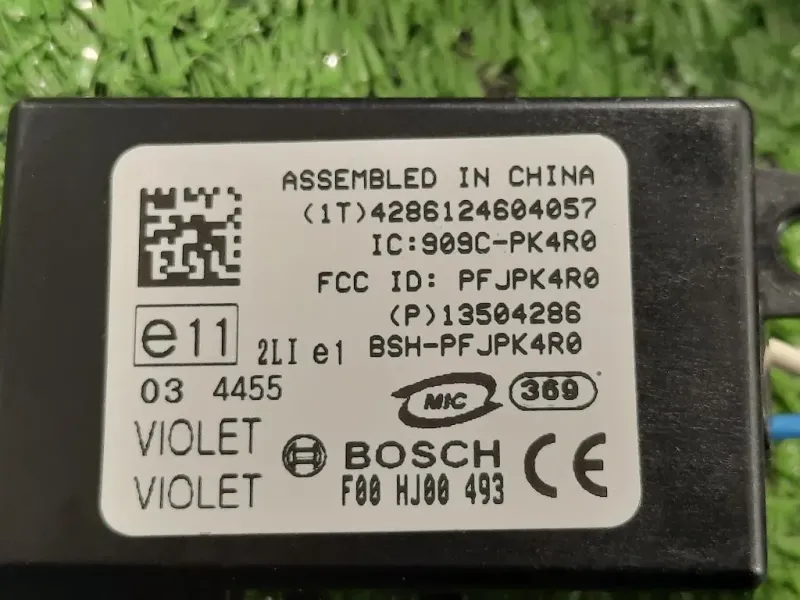 ASSEMBLED IN CHINA
(1T)4286124604057
IC:909C-PK4R0
FCC ID: PFJPK4R0
(P)13504286
e11 2LI e1 BSH-PFJPK4R0
03 4455
MIC 369
VIOLET
BOSCH CE
VIOLET
F00 HJ00 493